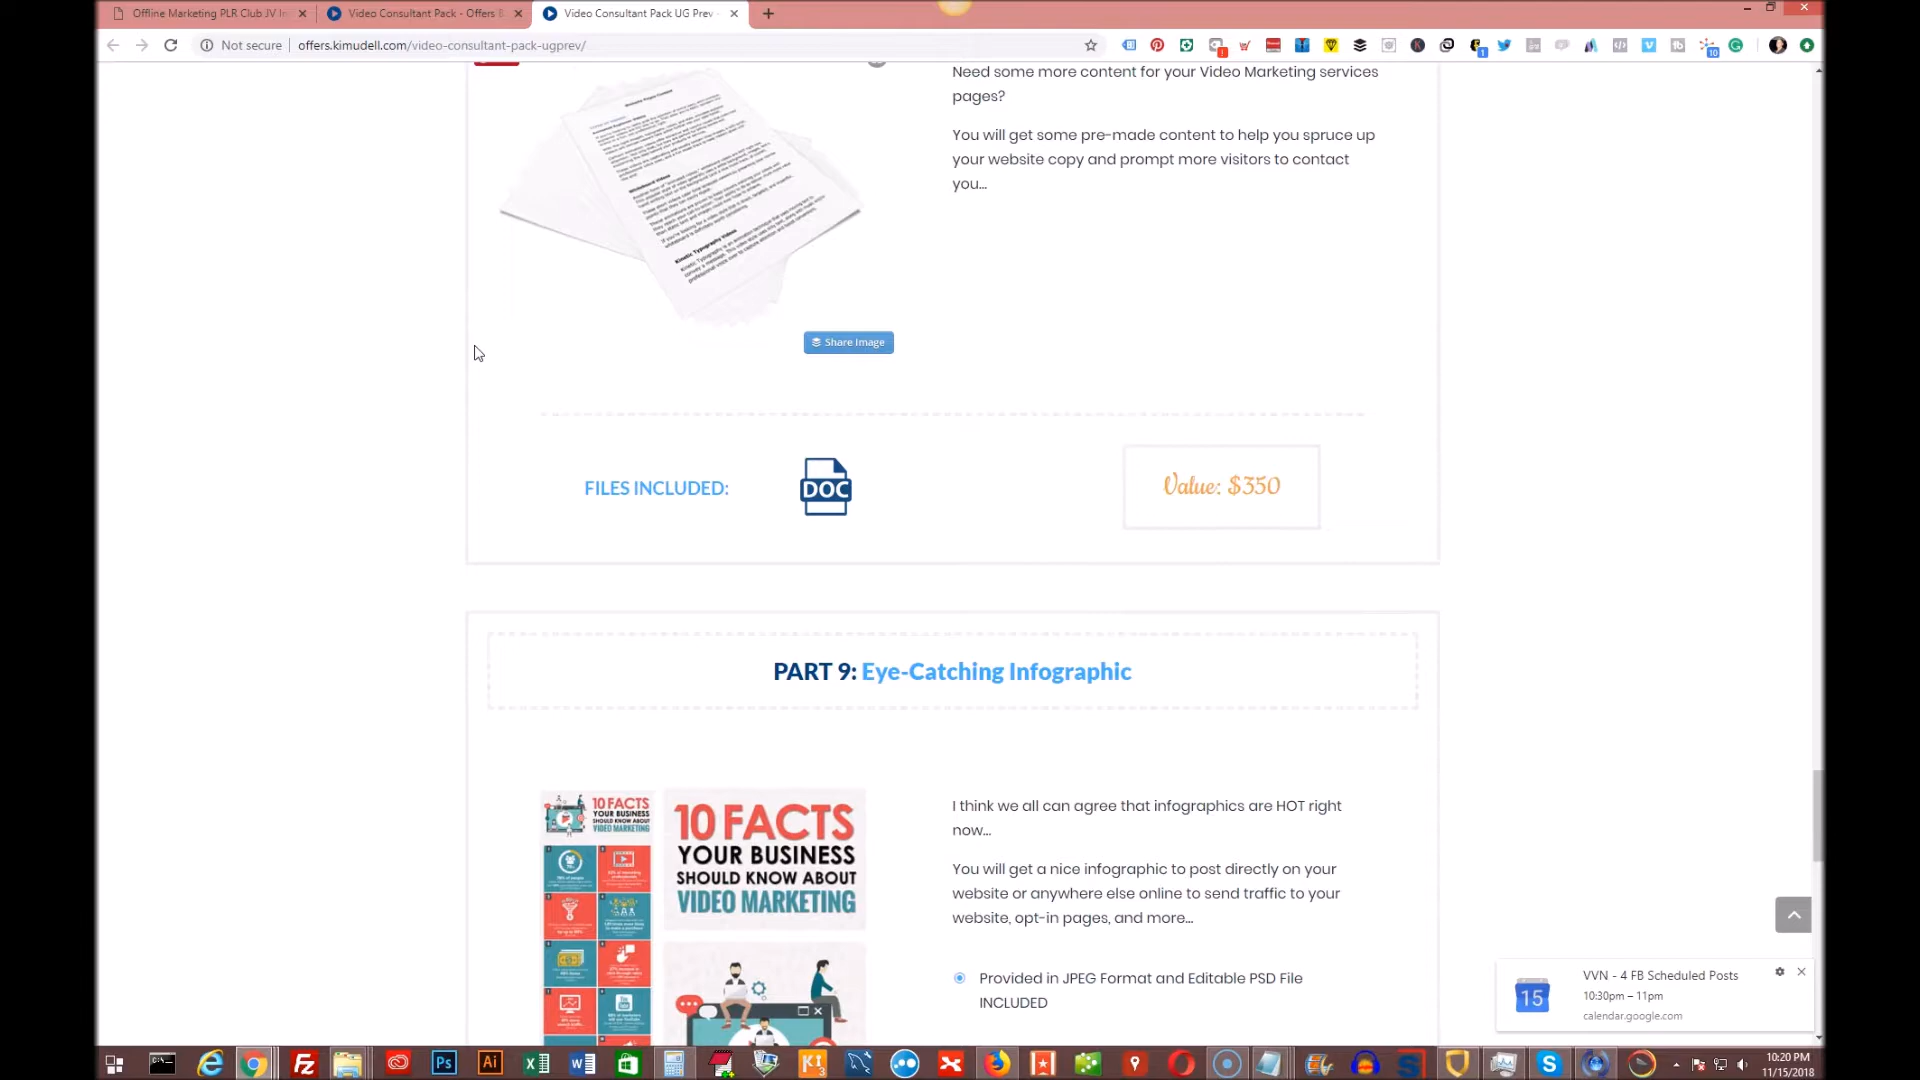 Offline Marketing PLR Club JV In
Video Consultant Pack - Offers B
Video Consultant Pack UG Prev -
Not secure
offers.kimudell.com/video-consultant-pack-ugprev/
Need some more content for your Video Marketing services
pages?
You will get some pre-made content to help you spruce up
your website copy and prompt more visitors to contact
you...
Whiteboard Videos
Kinetic Typography Videos
Share Image
FILES INCLUDED:
DOC
Value: $350
PART 9: Eye-Catching Infographic
10 FACTS
YOUR BUSINESS
SHOULD KNOW ABOUT
VIDEO MARKETING
10 FACTS
YOUR BUSINESS
SHOULD KNOW ABOUT
VIDEO MARKETING
I think we all can agree that infographics are HOT right
now...
You will get a nice infographic to post directly on your
website or anywhere else online to send traffic to your
website, opt-in pages, and more...
Provided in JPEG Format and Editable PSD File
INCLUDED
15
VVN - 4 FB Scheduled Posts
10:30pm – 11pm
calendar.google.com
10:20 PM
11/15/2018